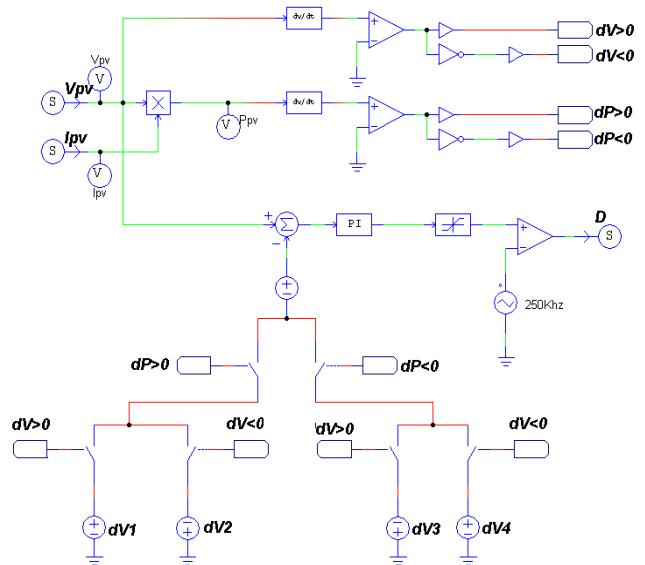 dv/dt
dV>0
dV<0
Vpv
V
Vpv
S
Ipv
S
V
Ipv
V
Ppv
dv/dt
dP>0
dP<0
Σ
PI
D
S
250Khz
dP>0
dP<0
dV>0
dV<0
dV>0
dV<0
dV1
dV2
dV3
dV4